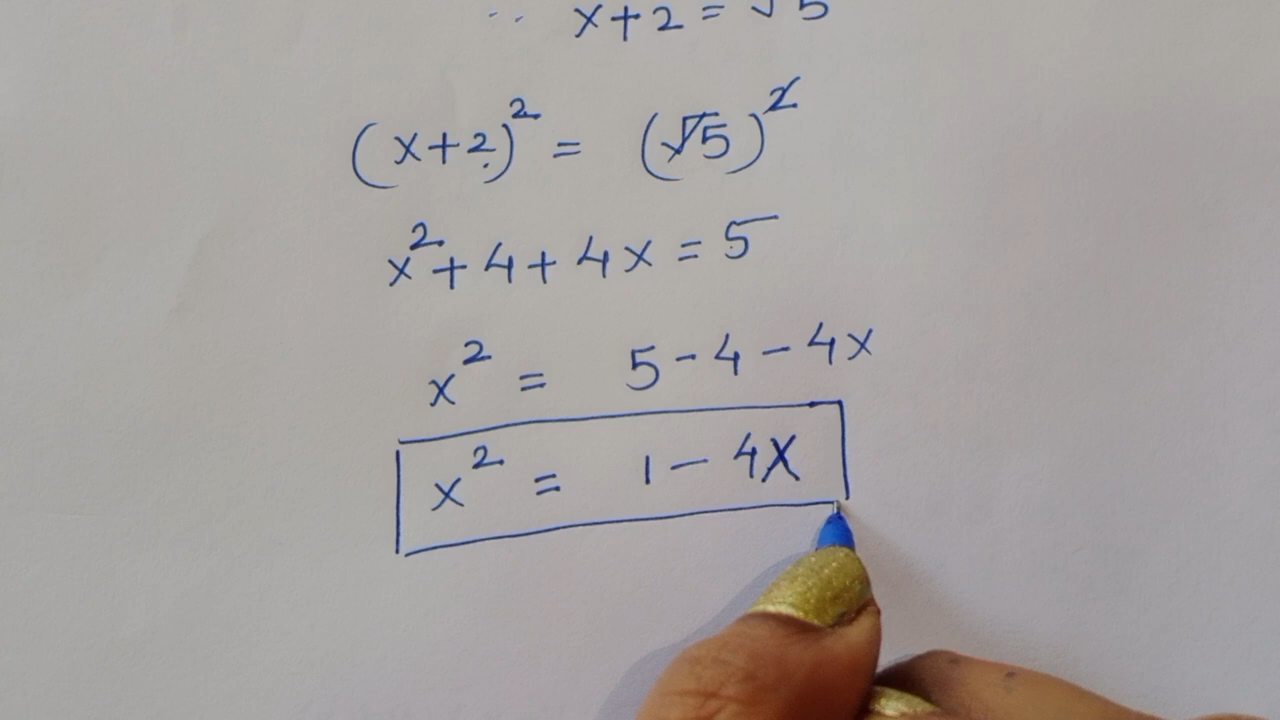 ∴ x+2 = √5
(x+2)² = (√5)²
x² + 4 + 4x = 5
x² = 5 - 4 - 4x
x² = 1 - 4x